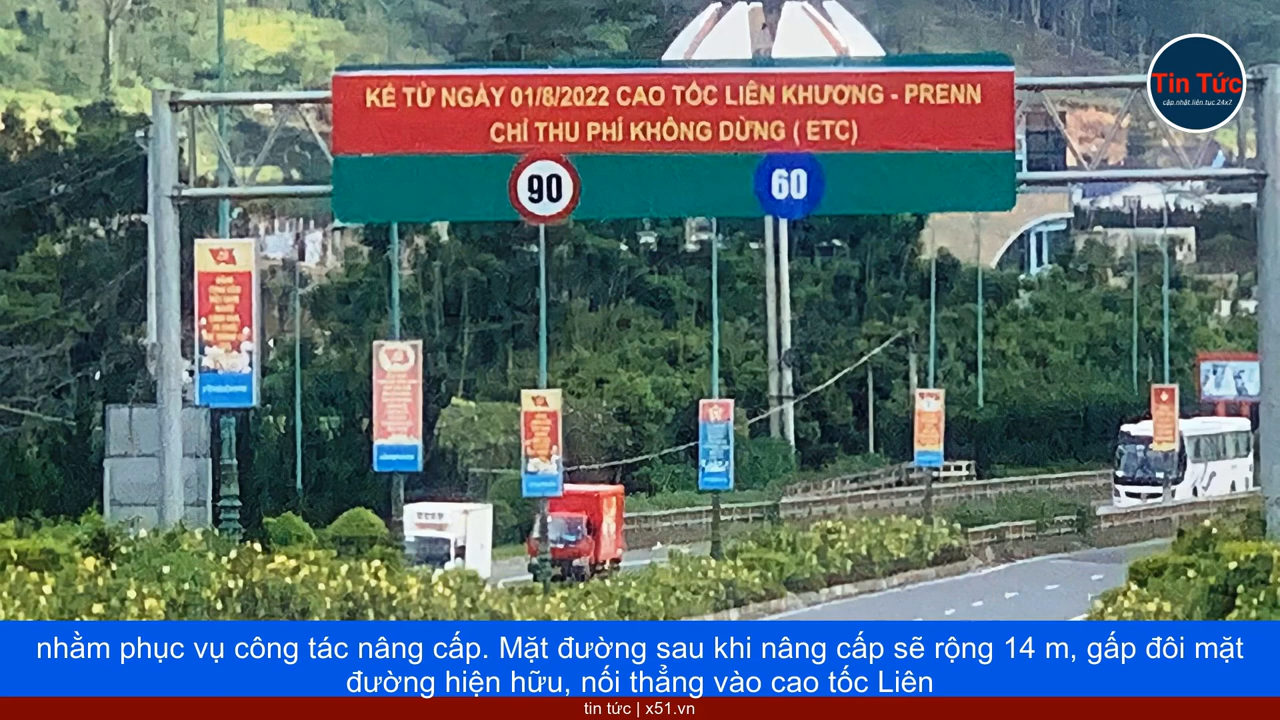 KỂ TỪ NGÀY 01/8/2022 CAO TỐC LIÊN KHƯƠNG - PRENN
CHỈ THU PHÍ KHÔNG DỪNG ( ETC)
90
60
Tin Tức
cập nhật liên tục 24x7
nhằm phục vụ công tác nâng cấp. Mặt đường sau khi nâng cấp sẽ rộng 14 m, gấp đôi mặt
đường hiện hữu, nối thẳng vào cao tốc Liên
tin tức | x51.vn